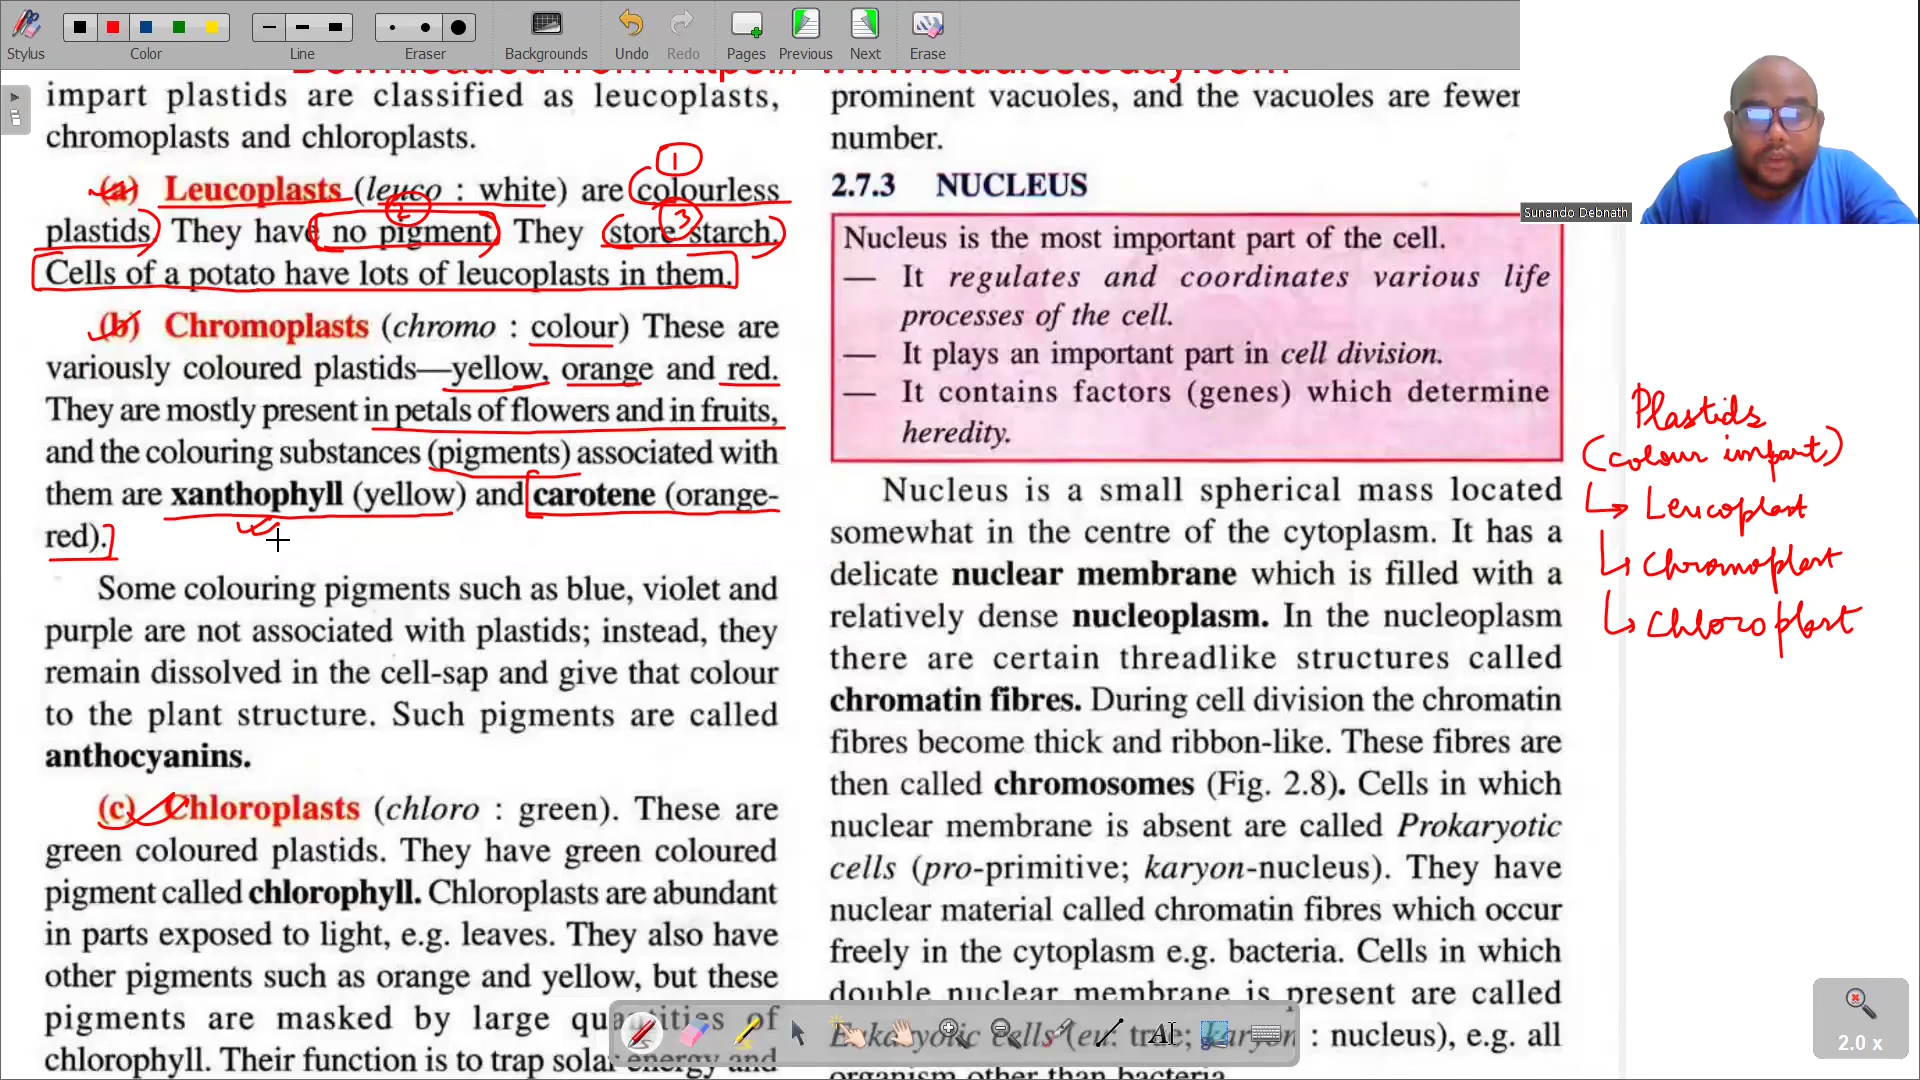 Stylus
Color
Line
Eraser
Backgrounds
Undo
Redo
Pages
Previous
Next
Erase
impart plastids are classified as leucoplasts,
chromoplasts and chloroplasts.
1
(a) Leucoplasts (leuco : white) are colourless
2
3
plastids. They have no pigment. They store starch.
Cells of a potato have lots of leucoplasts in them.
(b) Chromoplasts (chromo : colour) These are
variously coloured plastids—yellow, orange and red.
They are mostly present in petals of flowers and in fruits,
and the colouring substances (pigments) associated with
them are xanthophyll (yellow) and carotene (orange-
red).
Some colouring pigments such as blue, violet and
purple are not associated with plastids; instead, they
remain dissolved in the cell-sap and give that colour
to the plant structure. Such pigments are called
anthocyanins.
(c) Chloroplasts (chloro : green). These are
green coloured plastids. They have green coloured
pigment called chlorophyll. Chloroplasts are abundant
in parts exposed to light, e.g. leaves. They also have
other pigments such as orange and yellow, but these
pigments are masked by large quantities of
chlorophyll. Their function is to trap solar energy and
prominent vacuoles, and the vacuoles are fewer
number.
2.7.3 NUCLEUS
Nucleus is the most important part of the cell.
— It regulates and coordinates various life
processes of the cell.
— It plays an important part in cell division.
— It contains factors (genes) which determine
heredity.
Nucleus is a small spherical mass located
somewhat in the centre of the cytoplasm. It has a
delicate nuclear membrane which is filled with a
relatively dense nucleoplasm. In the nucleoplasm
there are certain threadlike structures called
chromatin fibres. During cell division the chromatin
fibres become thick and ribbon-like. These fibres are
then called chromosomes (Fig. 2.8). Cells in which
nuclear membrane is absent are called Prokaryotic
cells (pro-primitive; karyon-nucleus). They have
nuclear material called chromatin fibres which occur
freely in the cytoplasm e.g. bacteria. Cells in which
double nuclear membrane is present are called
Eukaryotic Cells (eu: true; karyon : nucleus), e.g. all
organism other than bacteria
Sunando Debnath
Plastids
(colour impart)
Leucoplast
Chromoplast
Chloroplast
2.0 x